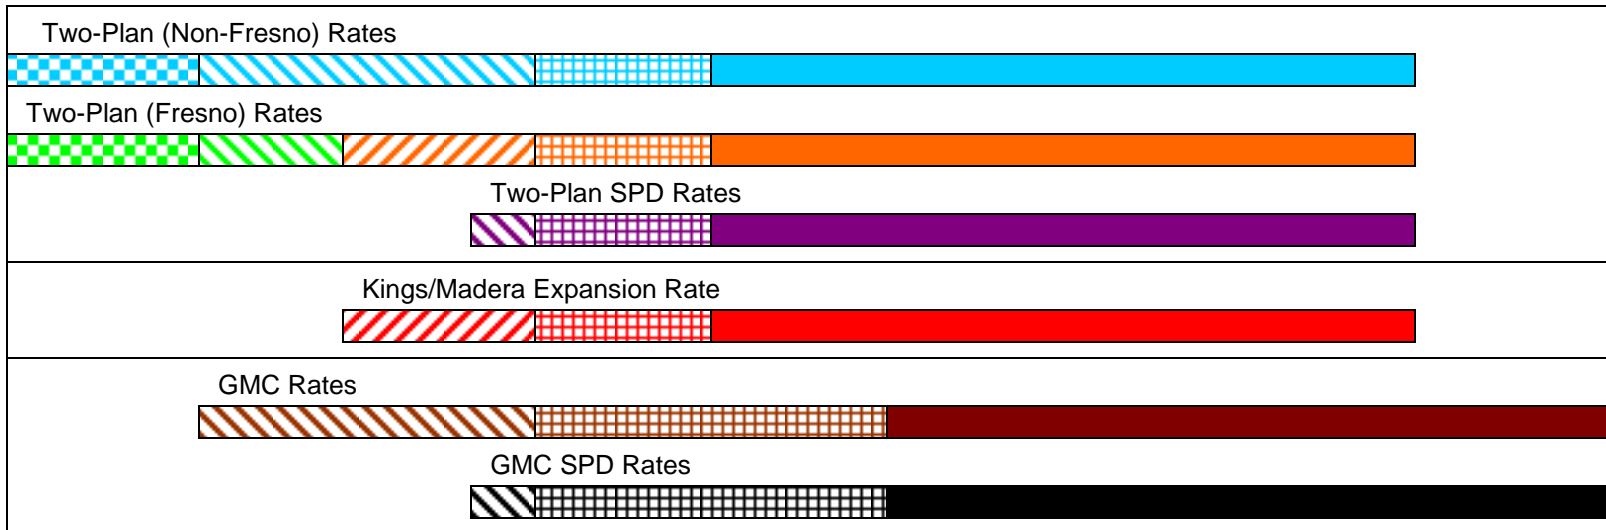 Two-Plan (Non-Fresno) Rates
Two-Plan (Fresno) Rates
Two-Plan SPD Rates
Kings/Madera Expansion Rate
GMC Rates
GMC SPD Rates